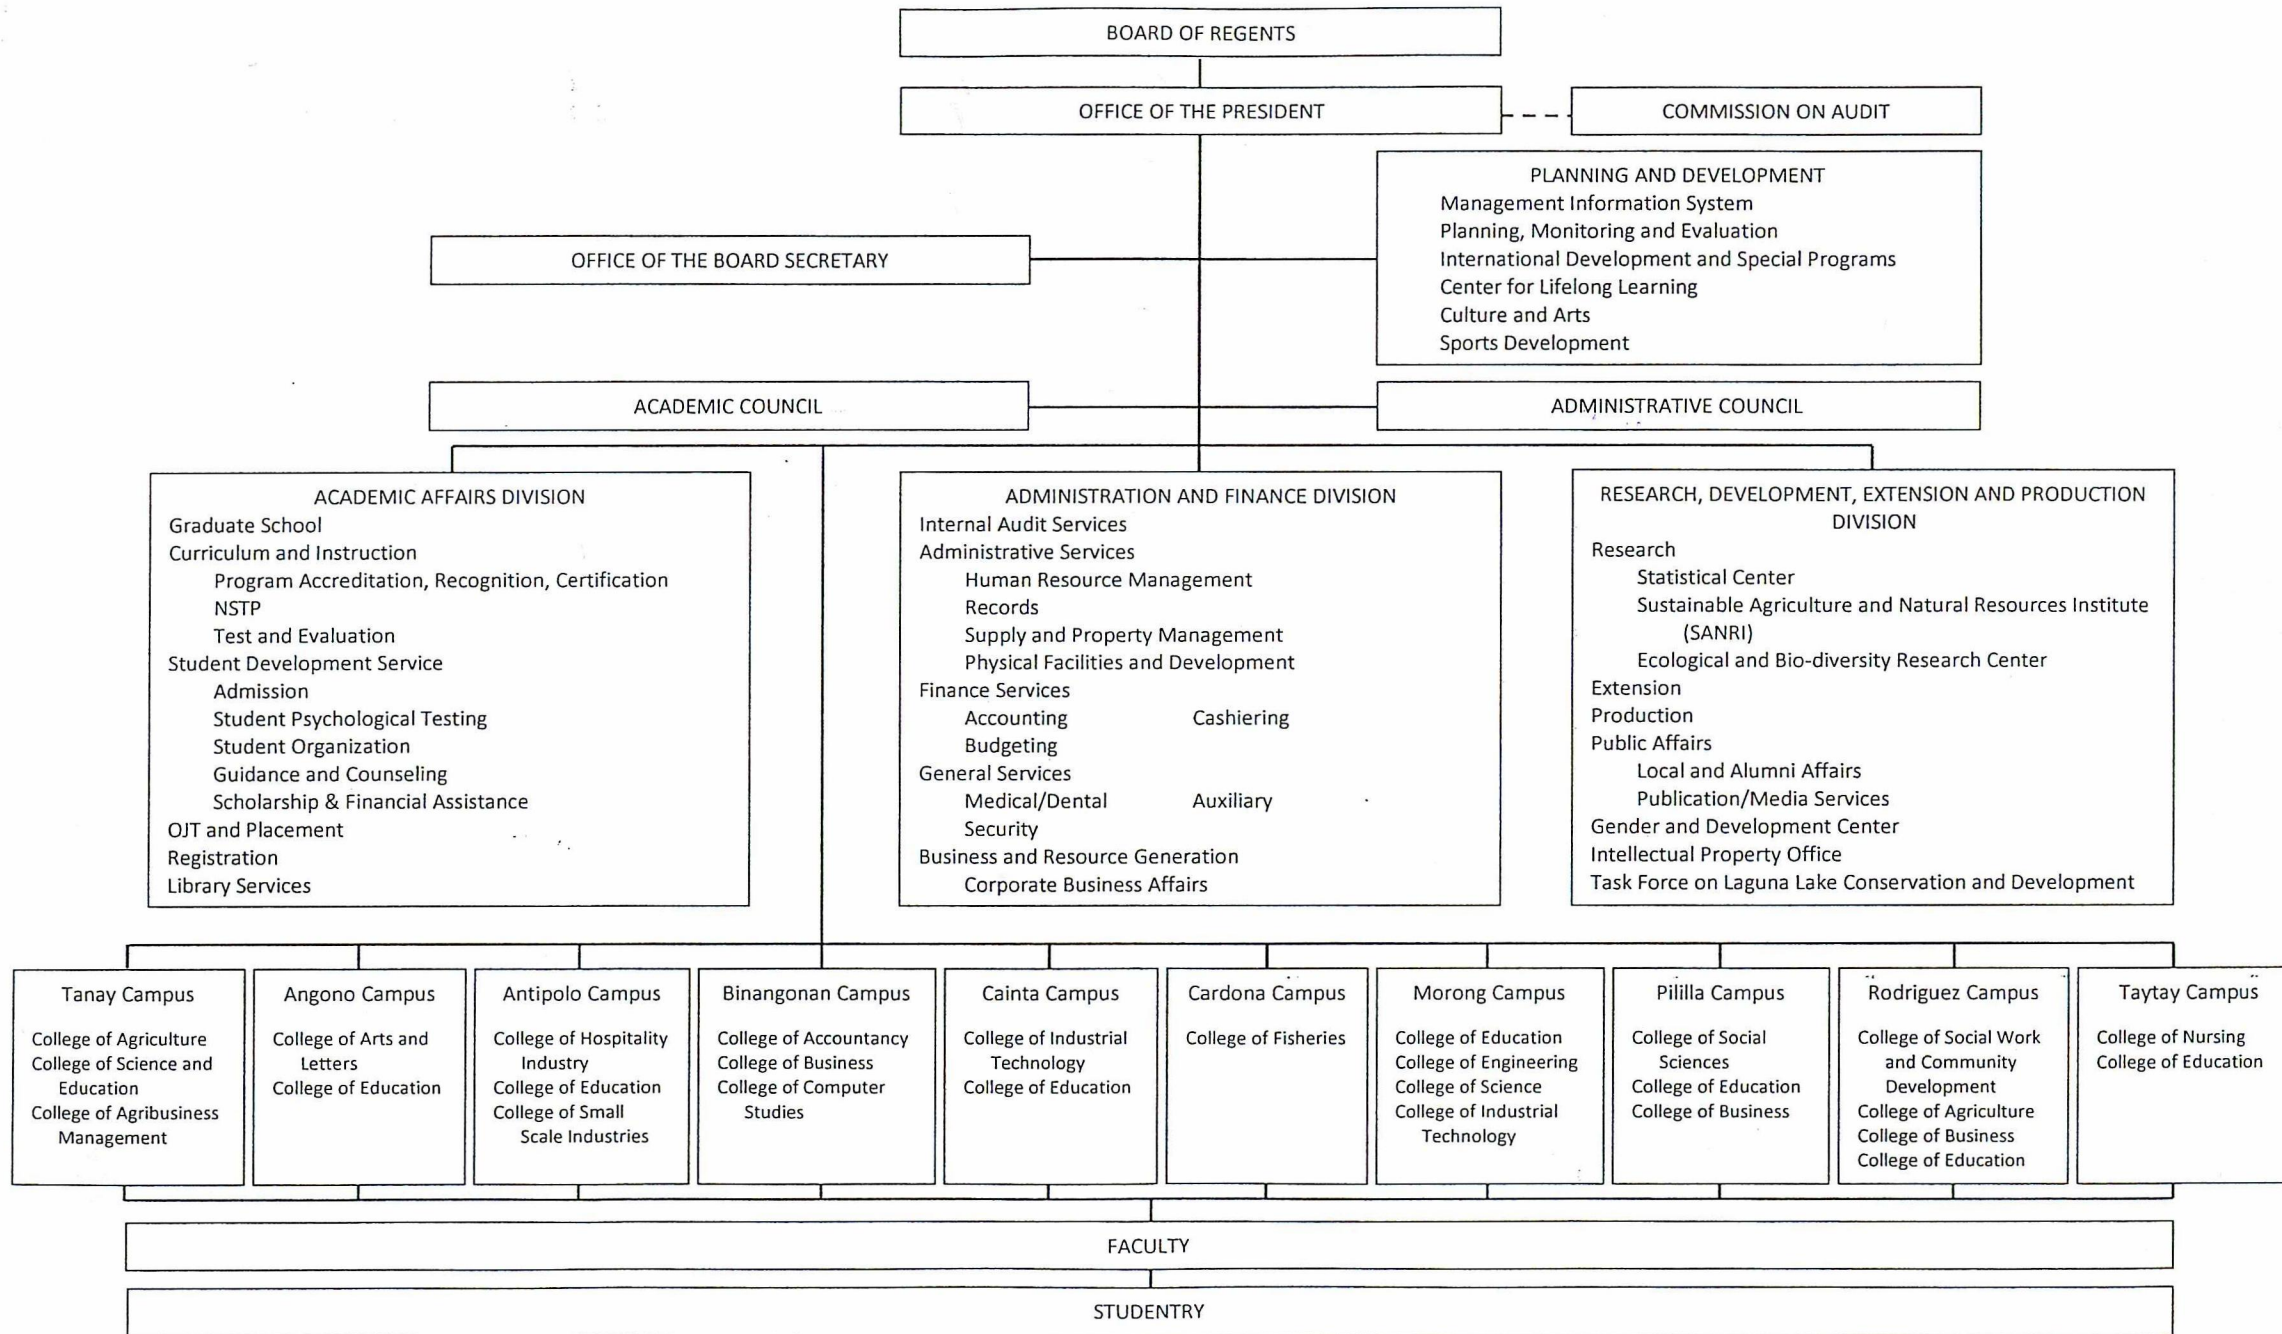 BOARD OF REGENTS
OFFICE OF THE PRESIDENT
COMMISSION ON AUDIT
PLANNING AND DEVELOPMENT
Management Information System
Planning, Monitoring and Evaluation
International Development and Special Programs
Center for Lifelong Learning
Culture and Arts
Sports Development
OFFICE OF THE BOARD SECRETARY
ACADEMIC COUNCIL
ADMINISTRATIVE COUNCIL
ACADEMIC AFFAIRS DIVISION
Graduate School
Curriculum and Instruction
Program Accreditation, Recognition, Certification
NSTP
Test and Evaluation
Student Development Service
Admission
Student Psychological Testing
Student Organization
Guidance and Counseling
Scholarship & Financial Assistance
OJT and Placement
Registration
Library Services
ADMINISTRATION AND FINANCE DIVISION
Internal Audit Services
Administrative Services
Human Resource Management
Records
Supply and Property Management
Physical Facilities and Development
Finance Services
Accounting Cashiering
Budgeting
General Services
Medical/Dental Auxiliary
Security
Business and Resource Generation
Corporate Business Affairs
RESEARCH, DEVELOPMENT, EXTENSION AND PRODUCTION
DIVISION
Research
Statistical Center
Sustainable Agriculture and Natural Resources Institute
(SANRI)
Ecological and Bio-diversity Research Center
Extension
Production
Public Affairs
Local and Alumni Affairs
Publication/Media Services
Gender and Development Center
Intellectual Property Office
Task Force on Laguna Lake Conservation and Development
Tanay Campus
College of Agriculture
College of Science and
Education
College of Agribusiness
Management
Angono Campus
College of Arts and
Letters
College of Education
Antipolo Campus
College of Hospitality
Industry
College of Education
College of Small
Scale Industries
Binangonan Campus
College of Accountancy
College of Business
College of Computer
Studies
Cainta Campus
College of Industrial
Technology
College of Education
Cardona Campus
College of Fisheries
Morong Campus
College of Education
College of Engineering
College of Science
College of Industrial
Technology
Pililla Campus
College of Social
Sciences
College of Education
College of Business
Rodriguez Campus
College of Social Work
and Community
Development
College of Agriculture
College of Business
College of Education
Taytay Campus
College of Nursing
College of Education
FACULTY
STUDENTRY